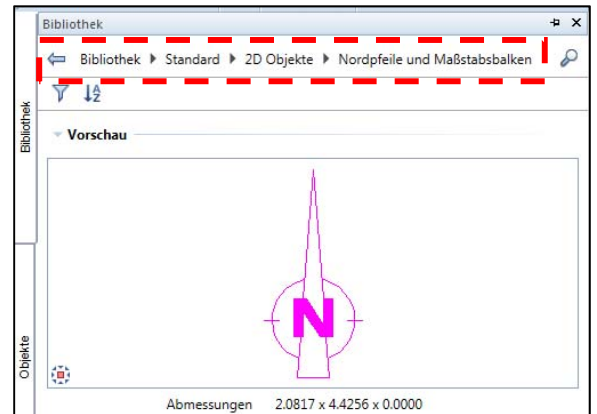 Bibliothek
Bibliothek Standard 2D Objekte Nordpfeile und Maßstabsbalken
A
Z
Bibliothek
Vorschau
N
Objekte
Abmessungen 2.0817 x 4.4256 x 0.0000